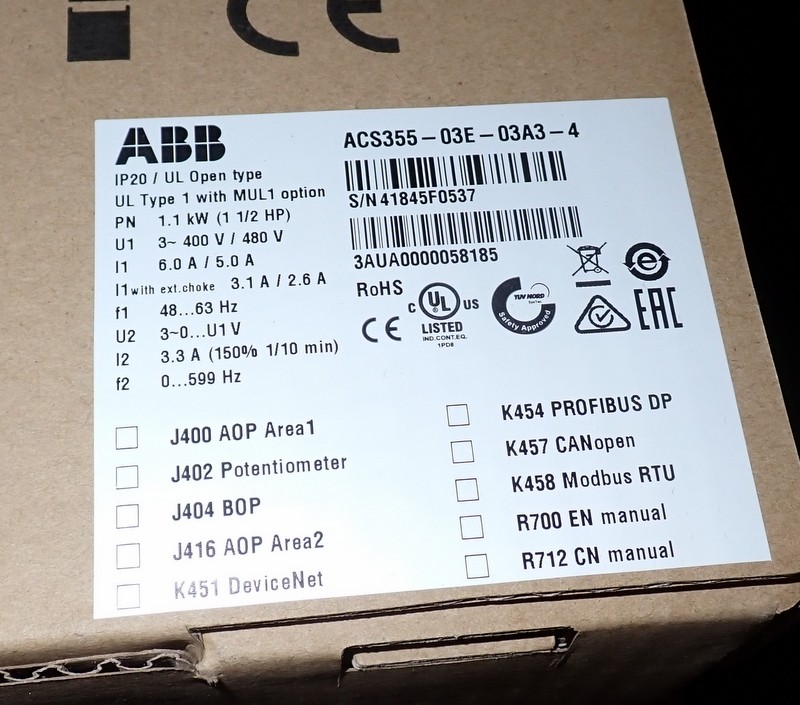 CE
ABB
ACS355-03E-03A3-4
IP20 / UL Open type
UL Type 1 with MUL1 option
S/N 41845F0537
PN 1.1 kW (1 1/2 HP)
U1 3~ 400 V / 480 V
3AUA0000058185
I1 6.0 A / 5.0 A
I1 with ext.choke 3.1 A / 2.6 A
f1 48...63 Hz
U2 3~0...U1 V
I2 3.3 A (150% 1/10 min)
f2 0...599 Hz
RoHS
CE
C UL US
LISTED
IND.CONT.EQ.
1PD8
TUV NORD
Safety Approved
e
EAC
J400 AOP Area1
J402 Potentiometer
J404 BOP
J416 AOP Area2
K451 DeviceNet
K454 PROFIBUS DP
K457 CANopen
K458 Modbus RTU
R700 EN manual
R712 CN manual